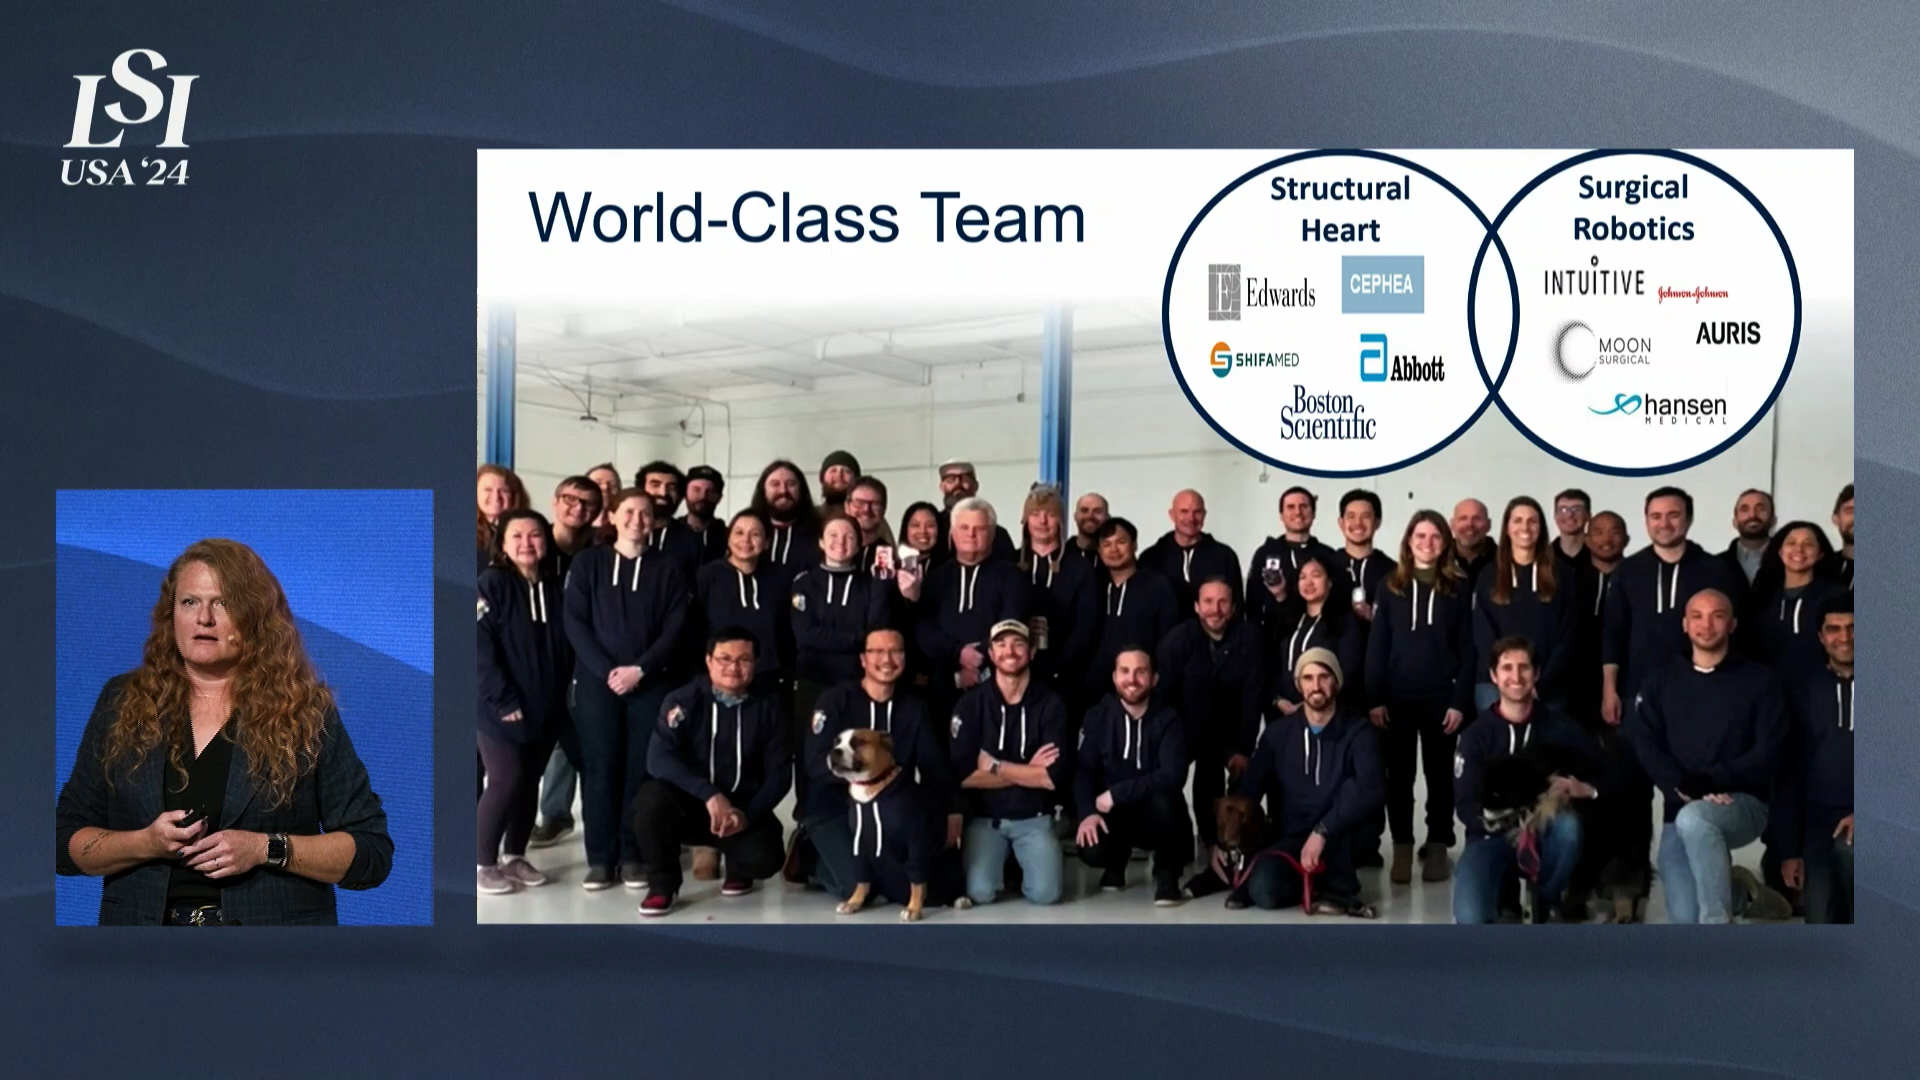 LSI
USA '24
World-Class Team
Structural
Heart
Edwards
CEPHEA
SHIFAMED
Abbott
Boston
Scientific
Surgical
Robotics
INTUITIVE
Johnson & Johnson
MOON
SURGICAL
AURIS
hansen
MEDICAL